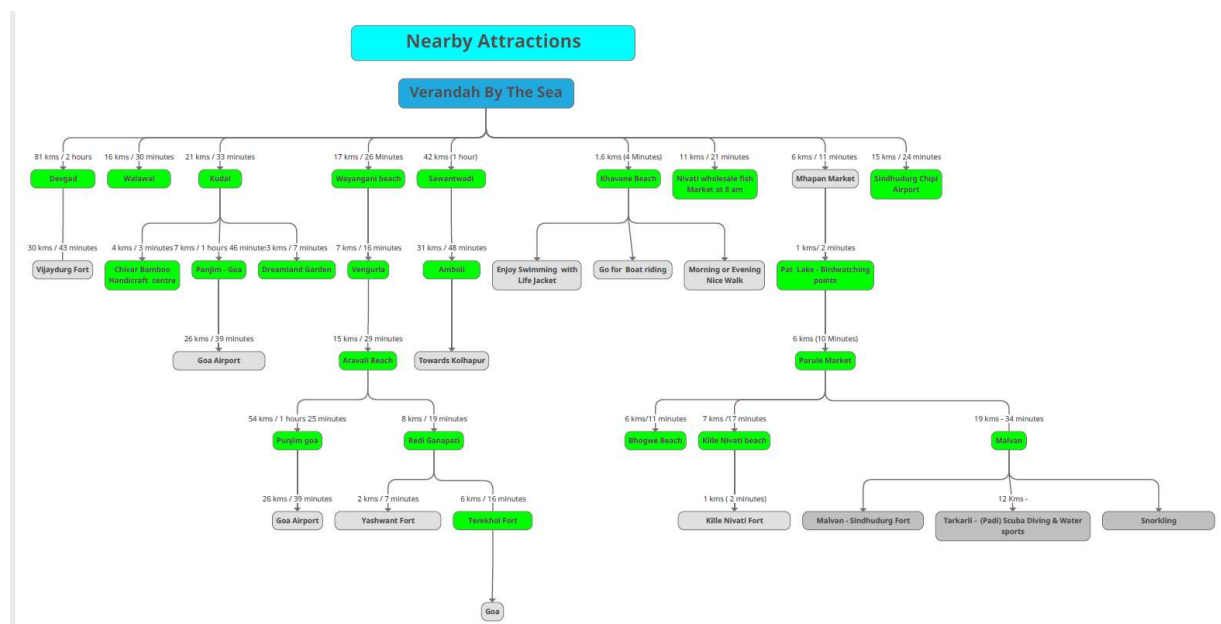 Nearby Attractions
Verandah By The Sea
81 kms / 2 hours
16 kms / 30 minutes
21 kms / 33 minutes
17 kms / 26 Minutes
42 kms (1 hour)
1.6 kms (4 Minutes)
11 kms / 21 minutes
6 kms / 11 minutes
15 kms / 24 minutes
Devgad
Walawal
Kudal
Wayangani beach
Sawantwadi
Khavane Beach
Nivati wholesale fish
Market at 8 am
Mhapan Market
Sindhudurg Chipi
Airport
30 kms / 43 minutes
4 kms / 3 minutes
7 kms / 1 hours 46 minute
3 kms / 7 minutes
7 kms / 16 minutes
31 kms / 48 minutes
1 kms/ 2 minutes
Vijaydurg Fort
Chivar Bamboo
Handicraft centre
Panjim - Goa
Dreamland Garden
Vengurla
Amboli
Enjoy Swimming with
Life Jacket
Go for Boat riding
Morning or Evening
Nice Walk
Pat Lake - Birdwatching
points
26 kms / 39 minutes
15 kms / 29 minutes
6 kms (10 Minutes)
Goa Airport
Aravali Beach
Towards Kolhapur
Parule Market
54 kms / 1 hours 25 minutes
8 kms / 19 minutes
6 kms/11 minutes
7 kms /17 minutes
19 kms - 34 minutes
Punjim goa
Redi Ganapati
Bhogwe Beach
Kille Nivati beach
Malvan
26 kms / 39 minutes
2 kms / 7 minutes
6 kms / 16 minutes
1 kms ( 2 minutes)
12 Kms -
Goa Airport
Yashwant Fort
Terekhol Fort
Kille Nivati Fort
Malvan - Sindhudurg Fort
Tarkarli - (Padi) Scuba Diving & Water
sports
Snorkling
Goa